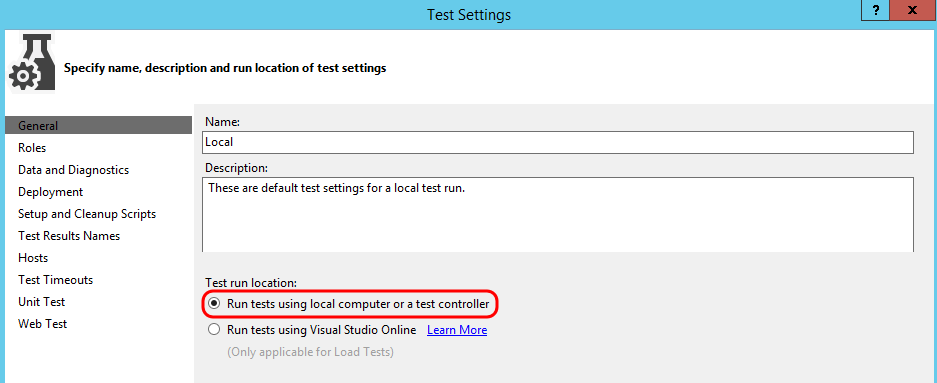 Test Settings
? x
Specify name, description and run location of test settings
General
Roles
Data and Diagnostics
Deployment
Setup and Cleanup Scripts
Test Results Names
Hosts
Test Timeouts
Unit Test
Web Test
Name:
Local
Description:
These are default test settings for a local test run.
Test run location:
Run tests using local computer or a test controller
Run tests using Visual Studio Online Learn More
(Only applicable for Load Tests)